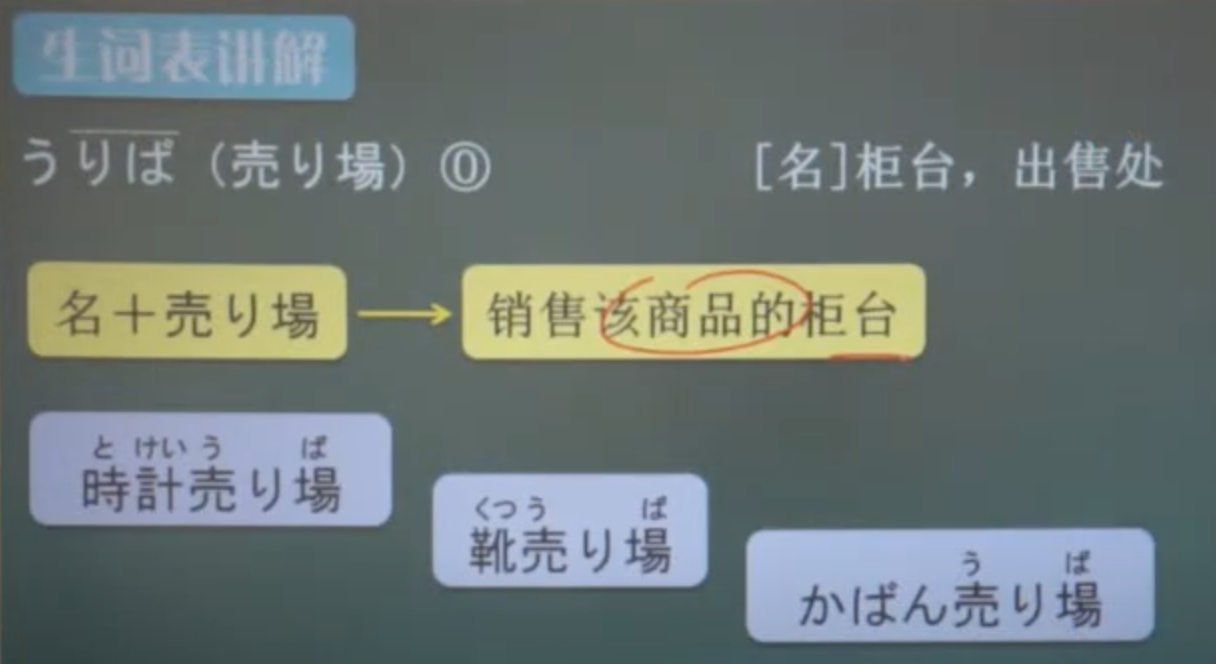 生词表讲解
うりば（売り場）⓪ [名]柜台，出售处
名＋売り場 → 销售该商品的柜台
と けい う ば
時計売り場
くつ う ば
靴売り場
う ば
かばん売り場